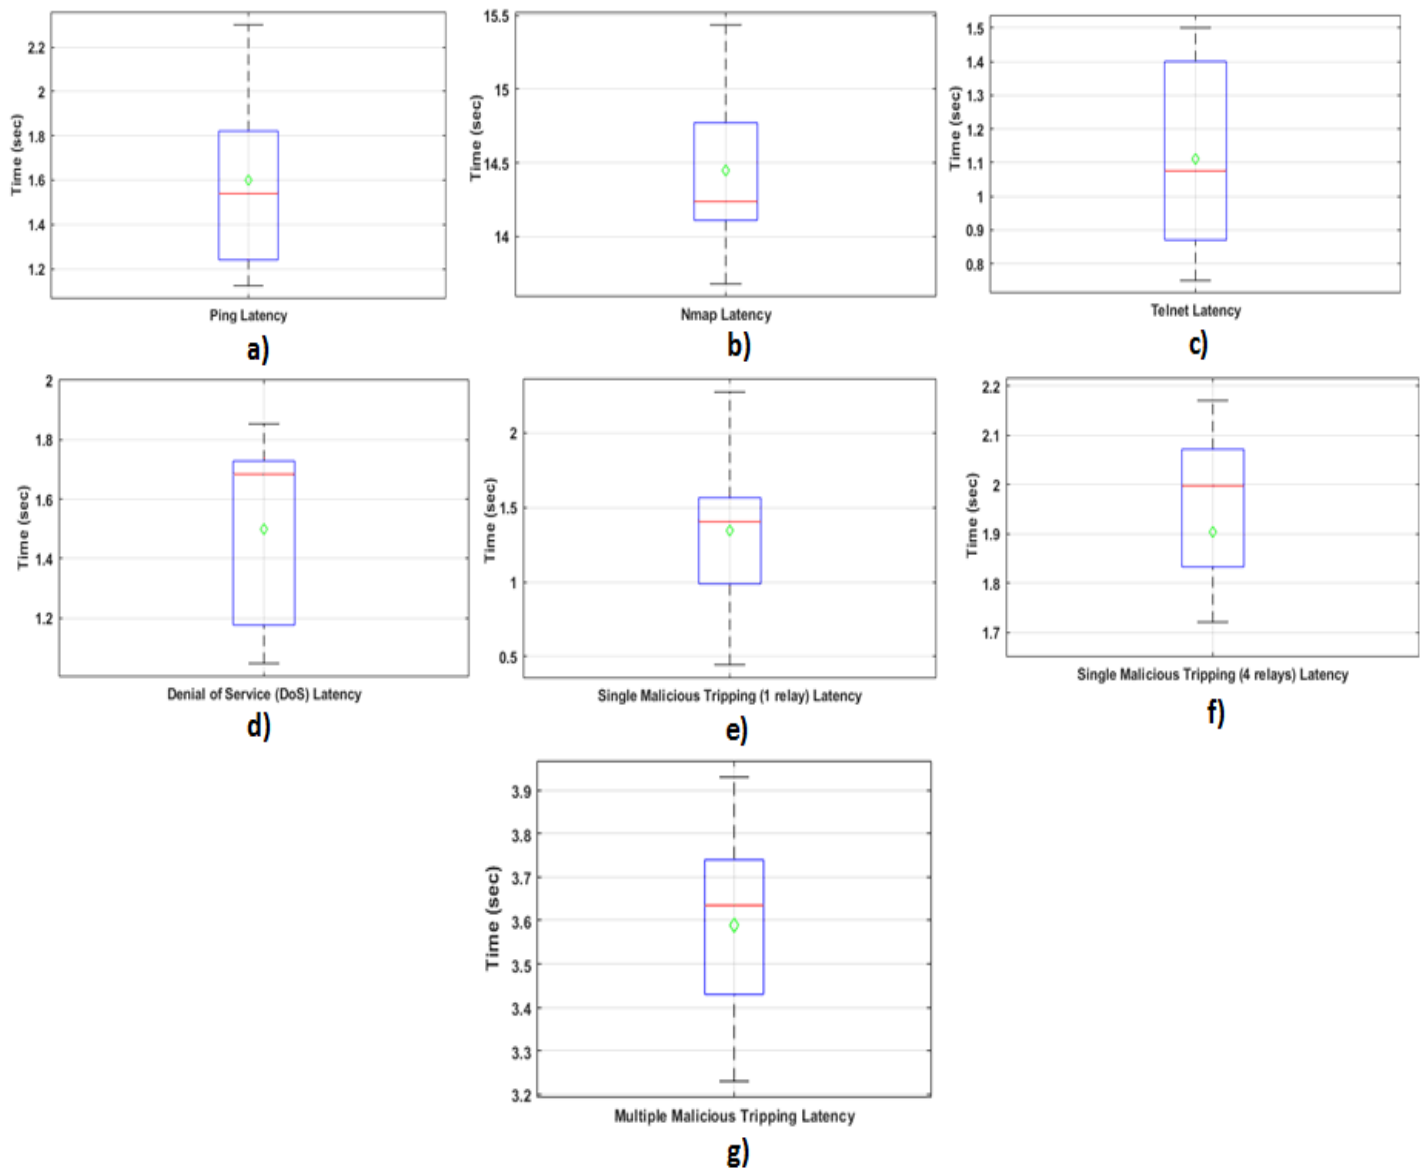 2.2
2
1.8
1.6
1.4
1.2
Time (sec)
Ping Latency
a)
15.5
15
14.5
14
Time (sec)
Nmap Latency
b)
1.5
1.4
1.3
1.2
1.1
1
0.9
0.8
Time (sec)
Telnet Latency
c)
2
1.8
1.6
1.4
1.2
Time (sec)
Denial of Service (DoS) Latency
d)
2
1.5
1
0.5
Time (sec)
Single Malicious Tripping (1 relay) Latency
e)
2.2
2.1
2
1.9
1.8
1.7
Time (sec)
Single Malicious Tripping (4 relays) Latency
f)
3.9
3.8
3.7
3.6
3.5
3.4
3.3
3.2
Time (sec)
Multiple Malicious Tripping Latency
g)